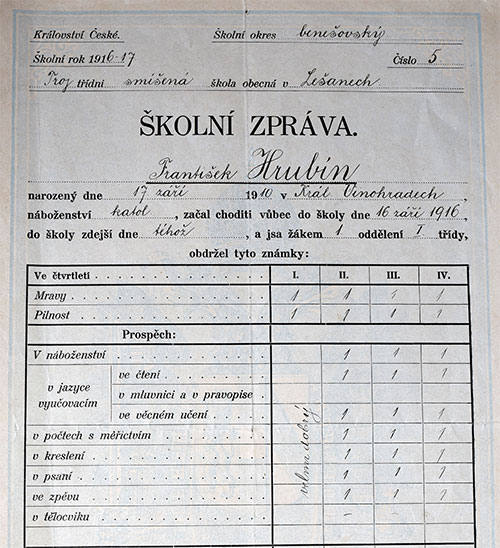 Království České. Školní okres benešovský
Školní rok 1916-17 Číslo 5
Troj třídní smíšená škola obecná v Lešanech
ŠKOLNÍ ZPRÁVA.
František Hrubín
narozený dne 17 září 1910 v Král Vinohradech,
náboženství katol, začal choditi vůbec do školy dne 16 září 1916,
do školy zdejší dne téhož, a jsa žákem 1 oddělení I třídy,
obdržel tyto známky:
Ve čtvrtletí I. II. III. IV.
Mravy 1 1 1 1
Pilnost 1 1 1 1
Prospěch:
V náboženství 1 1 1
v jazyce vyučovacím
ve čtení 1 1 1
v mluvnici a v pravopise
ve věcném učení 1 1 1
velmi dobrý
v počtech s měřictvím 1 1 1
v kreslení 1 1 1
v psaní 1 1 1
ve zpěvu 1 1 1
v tělocviku - -